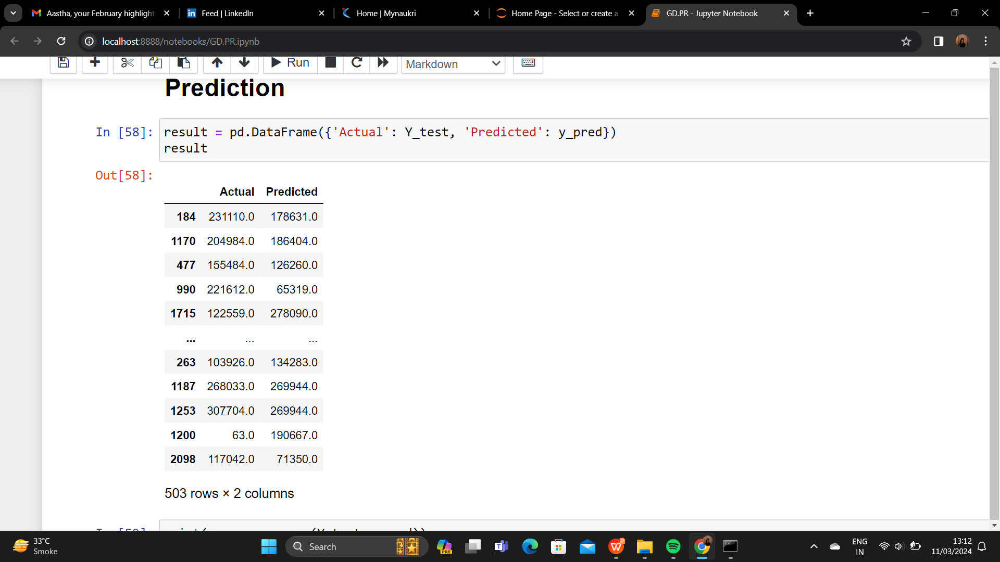 Aastha, your February highlight
Feed | LinkedIn
Home | Mynaukri
Home Page - Select or create a
GD.PR - Jupyter Notebook
localhost:8888/notebooks/GD.PR.ipynb
Run
Markdown
Prediction
In [58]: result = pd.DataFrame({'Actual': Y_test, 'Predicted': y_pred})
result
Out[58]:
Actual Predicted
184 231110.0 178631.0
1170 204984.0 186404.0
477 155484.0 126260.0
990 221612.0 65319.0
1715 122559.0 278090.0
... ... ...
263 103926.0 134283.0
1187 268033.0 269944.0
1253 307704.0 269944.0
1200 63.0 190667.0
2098 117042.0 71350.0
503 rows × 2 columns
33°C
Smoke
Search
PRE
ENG
IN
13:12
11/03/2024